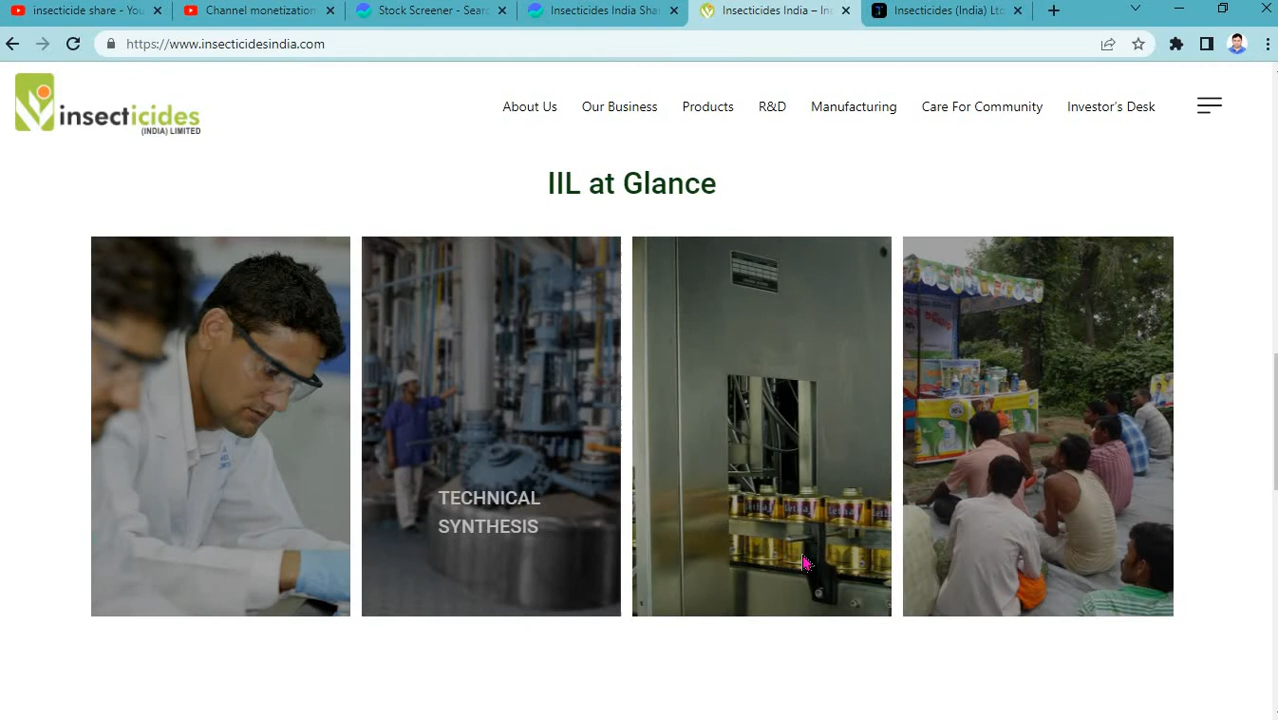 insecticide share - You
Channel monetization
Stock Screener - Sear
Insecticides India Sha
Insecticides India – In
Insecticides (India) Lt
https://www.insecticidesindia.com
insecticides
(INDIA) LIMITED
About Us
Our Business
Products
R&D
Manufacturing
Care For Community
Investor's Desk
IIL at Glance
TECHNICAL
SYNTHESIS